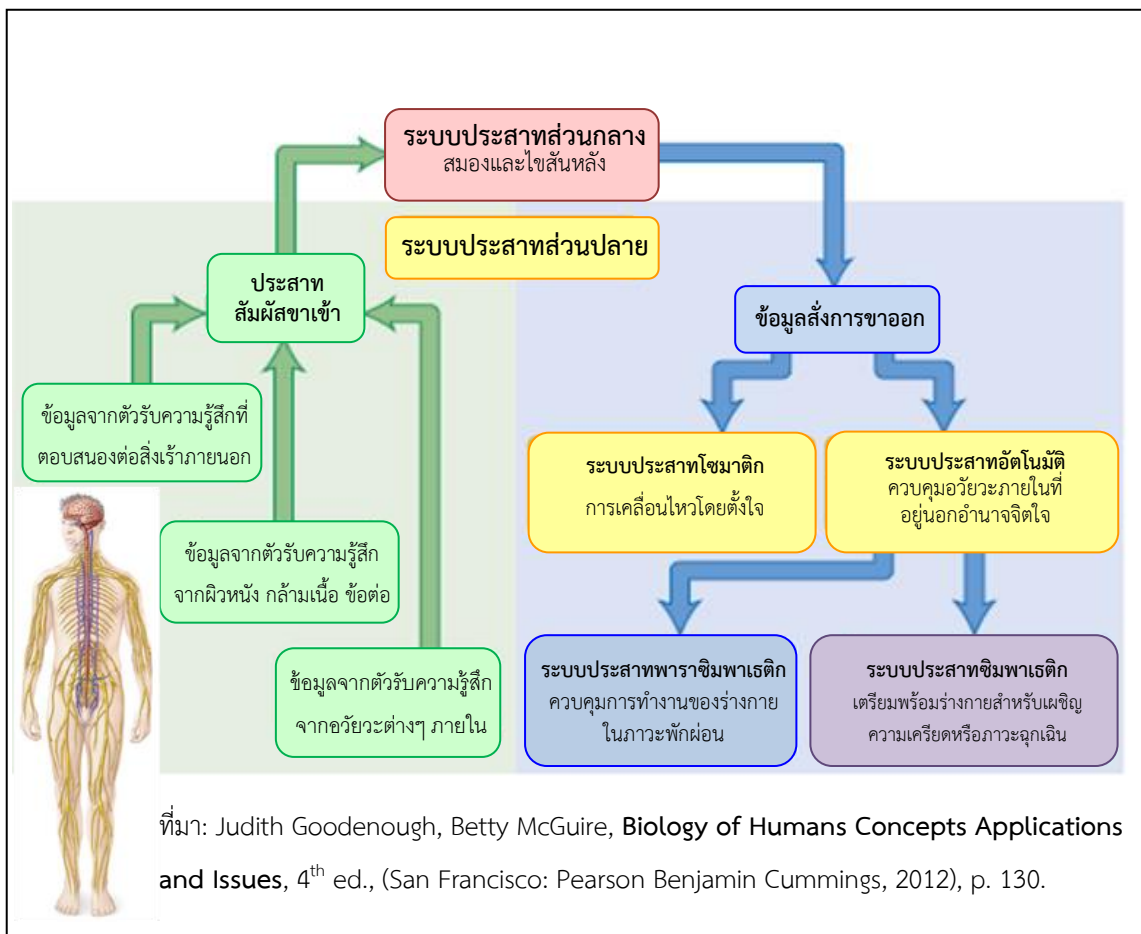 ระบบประสาทส่วนกลาง
สมองและไขสันหลัง
ระบบประสาทส่วนปลาย
ประสาท
สัมผัสขาเข้า
ข้อมูลสั่งการขาออก
ข้อมูลจากตัวรับความรู้สึกที่
ตอบสนองต่อสิ่งเร้าภายนอก
ระบบประสาทโซมาติก
การเคลื่อนไหวโดยตั้งใจ
ระบบประสาทอัตโนมัติ
ควบคุมอวัยวะภายในที่
อยู่นอกอำนาจจิตใจ
ข้อมูลจากตัวรับความรู้สึก
จากผิวหนัง กล้ามเนื้อ ข้อต่อ
ข้อมูลจากตัวรับความรู้สึก
จากอวัยวะต่างๆ ภายใน
ระบบประสาทพาราซิมพาเธติก
ควบคุมการทำงานของร่างกาย
ในภาวะพักผ่อน
ระบบประสาทซิมพาเธติก
เตรียมพร้อมร่างกายสำหรับเผชิญ
ความเครียดหรือภาวะฉุกเฉิน
ที่มา: Judith Goodenough, Betty McGuire, Biology of Humans Concepts Applications
and Issues, 4th ed., (San Francisco: Pearson Benjamin Cummings, 2012), p. 130.